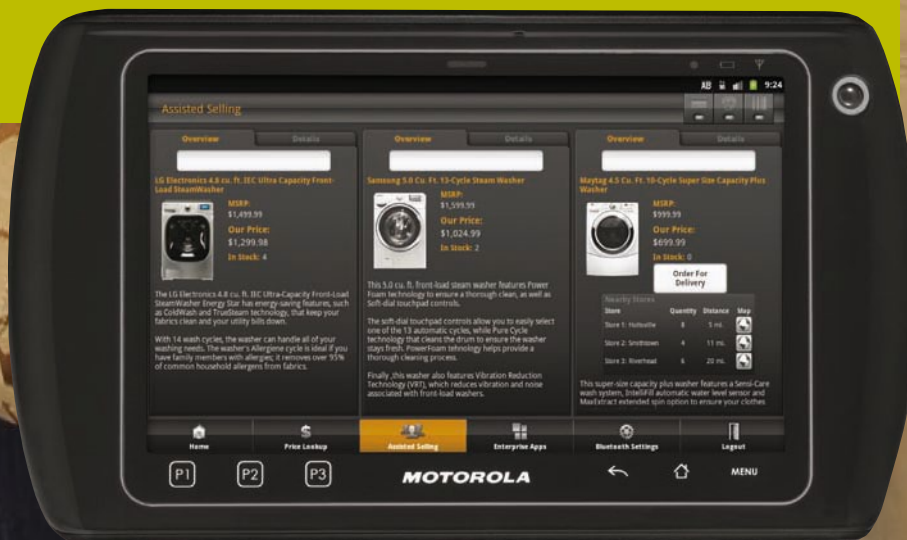 AB
9:24
Assisted Selling
Overview
Details
LG Electronics 4.8 cu. ft. IEC Ultra Capacity Front-
Load SteamWasher
MSRP:
$1,499.99
Our Price:
$1,299.98
In Stock: 4
The LG Electronics 4.8 cu. ft. IEC Ultra-Capacity Front-Load
SteamWasher Energy Star has energy-saving features, such
as ColdWash and TrueSteam technology, that keep your
fabrics clean and your utility bills down.
With 14 wash cycles, the washer can handle all of your
washing needs. The washer's Allergiene cycle is ideal if you
have family members with allergies; it removes over 95%
of common household allergens from fabrics.
Overview
Details
Samsung 5.0 Cu. Ft. 13-Cycle Steam Washer
MSRP:
$1,599.99
Our Price:
$1,024.99
In Stock: 2
This 5.0 cu. ft. front-load steam washer features Power
Foam technology to ensure a thorough clean, as well as
Soft-dial touchpad controls.
The soft-dial touchpad controls allow you to easily select
one of the 13 automatic cycles, while Pure Cycle
technology that cleans the drum to ensure the washer
stays fresh. PowerFoam tehnology helps provide a
thorough cleaning process.
Finally ,this washer also features Vibration Reduction
Technology (VRT), which reduces vibration and noise
associated with front-load washers.
Overview
Details
Maytag 4.5 Cu. Ft. 10-Cycle Super Size Capacity Plus
Washer
MSRP:
$999.99
Our Price:
$699.99
In Stock: 0
Order For
Delivery
Nearby Stores
Store Quantity Distance Map
Store 1: 8 5 mi.
Store 2: Smithtown 4 11 mi.
Store 3: Riverhead 6 20 mi.
This super-size capacity plus washer features a Sensi-Care
wash system, IntelliFill automatic water level sensor and
MaxExtract extended spin option to ensure your clothes
Home
Price Lookup
Assisted Selling
Enterprise Apps
Bluetooth Settings
Logout
P1
P2
P3
MOTOROLA
MENU